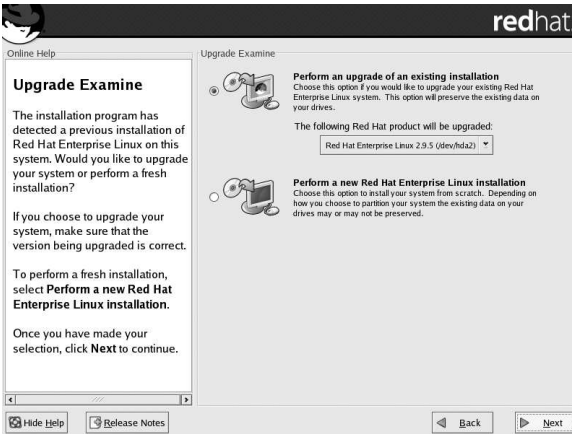 redhat.
Online Help
Upgrade Examine
The installation program has
detected a previous installation of
Red Hat Enterprise Linux on this
system. Would you like to upgrade
your system or perform a fresh
installation?
If you choose to upgrade your
system, make sure that the
version being upgraded is correct.
To perform a fresh installation,
select Perform a new Red Hat
Enterprise Linux installation.
Once you have made your
selection, click Next to continue.
Upgrade Examine
Perform an upgrade of an existing installation
Choose this option if you would like to upgrade your existing Red Hat
Enterprise Linux system. This option will preserve the existing data on
your drives.
The following Red Hat product will be upgraded:
Red Hat Enterprise Linux 2.9.5 (/dev/hda2)
Perform a new Red Hat Enterprise Linux installation
Choose this option to install your system from scratch. Depending on
how you choose to partition your system the existing data on your
drives may or may not be preserved.
Hide Help
Release Notes
Back
Next